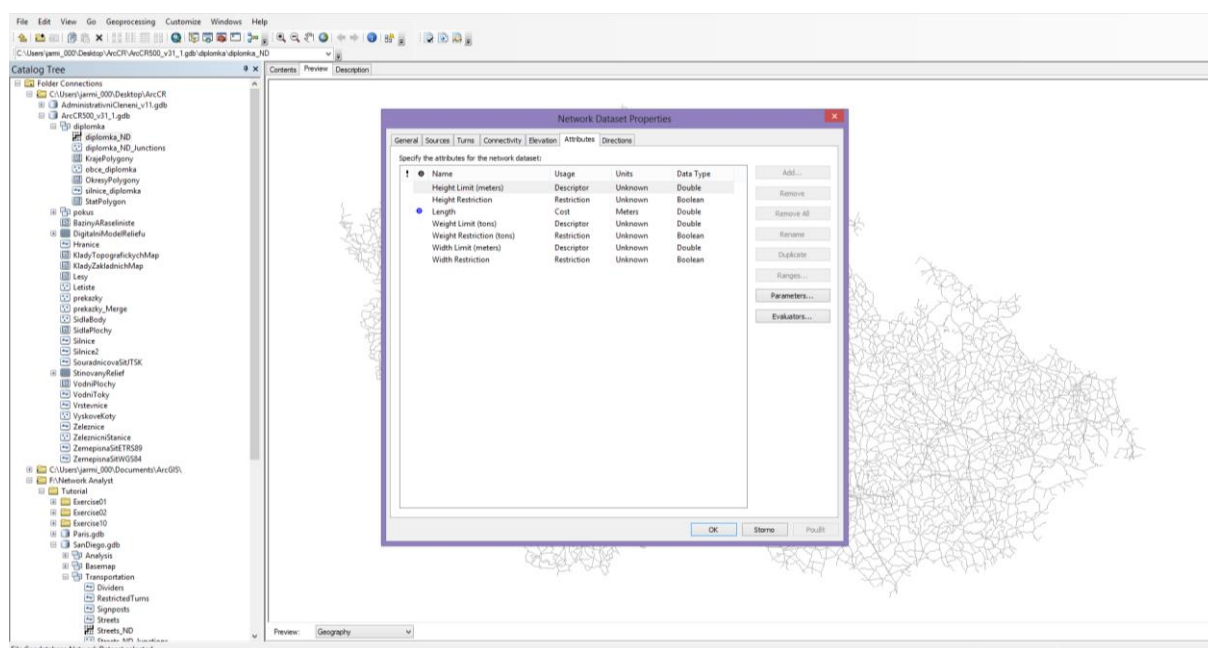 File Edit View Go Geoprocessing Customize Windows Help
C:\Users\jarmi_000\Desktop\ArcCR\ArcCR500_v31_1.gdb\diplomka\diplomka_ND
Catalog Tree
Contents Preview Description
Folder Connections
C:\Users\jarmi_000\Desktop\ArcCR
AdministrativniCleneni_v11.gdb
ArcCR500_v31_1.gdb
diplomka
diplomka_ND
diplomka_ND_Junctions
KrajePolygony
obce_diplomka
OkresyPolygony
silnice_diplomka
StatPolygon
pokus
BazinyARaseliniste
DigitalniModelReliefu
Hranice
KladyTopografickychMap
KladyZakladnichMap
Lesy
Letiste
prekazky
prekazky_Merge
SidlaBody
SidlaPlochy
Silnice
Silnice2
SouradnicovaSitJTSK
StinovanyRelief
VodniPlochy
VodniToky
Vrstevnice
VyskoveKoty
Zeleznice
ZeleznicniStanice
ZemepisnaSitETRS89
ZemepisnaSitWGS84
C:\Users\jarmi_000\Documents\ArcGIS\
F:\Network Analyst
Tutorial
Exercise01
Exercise02
Exercise10
Paris.gdb
SanDiego.gdb
Analysis
Basemap
Transportation
Dividers
RestrictedTurns
Signposts
Streets
Streets_ND
Streets_ND_Junctions
Network Dataset Properties
General Sources Turns Connectivity Elevation Attributes Directions
Specify the attributes for the network dataset:
! Name Usage Units Data Type
Height Limit (meters) Descriptor Unknown Double
Height Restriction Restriction Unknown Boolean
Length Cost Meters Double
Weight Limit (tons) Descriptor Unknown Double
Weight Restriction (tons) Restriction Unknown Boolean
Width Limit (meters) Descriptor Unknown Double
Width Restriction Restriction Unknown Boolean
Add...
Remove
Remove All
Rename
Duplicate
Ranges...
Parameters...
Evaluators...
OK Storno Použít
Preview: Geography
File Geodatabase Network Dataset selected